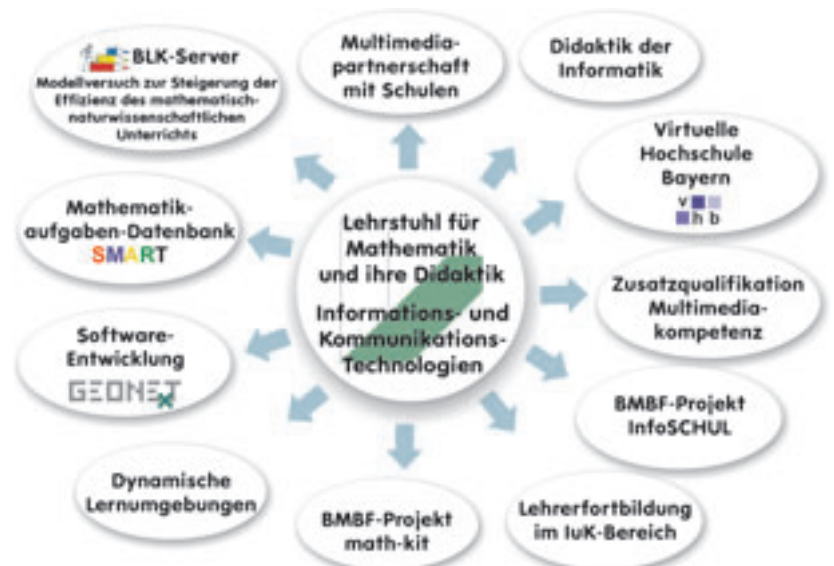 BLK-Server
Modellversuch zur Steigerung der
Effizienz des mathematisch-
naturwissenschaftlichen
Unterrichts
Multimedia-
partnerschaft
mit Schulen
Didaktik der
Informatik
Virtuelle
Hochschule
Bayern
v
h b
Mathematik-
aufgaben-Datenbank
SMART
Lehrstuhl für
Mathematik
und ihre Didaktik
Informations- und
Kommunikations-
Technologien
Zusatzqualifikation
Multimedia-
kompetenz
Software-
Entwicklung
GEONExT
BMBF-Projekt
InfoSCHUL
Dynamische
Lernumgebungen
BMBF-Projekt
math-kit
Lehrerfortbildung
im IuK-Bereich